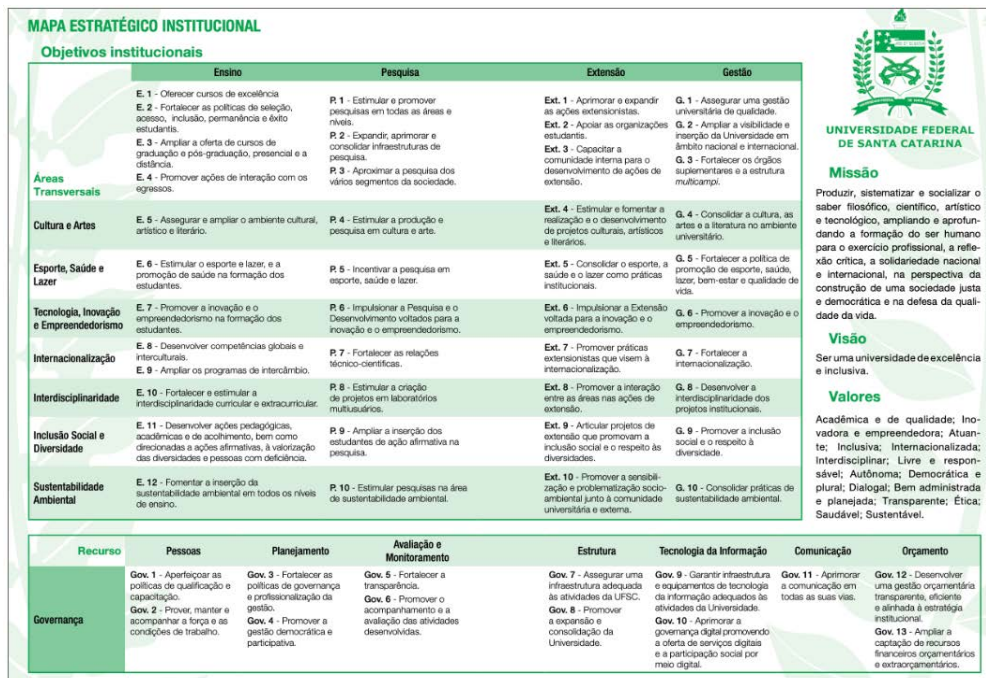 MAPA ESTRATÉGICO INSTITUCIONAL
Objetivos institucionais
Ensino
Pesquisa
Extensão
Gestão
Áreas
Transversais
E. 1 - Oferecer cursos de excelência
E. 2 - Fortalecer as políticas de seleção,
acesso, inclusão, permanência e êxito
estudantis.
E. 3 - Ampliar a oferta de cursos de
graduação e pós-graduação, presencial e a
distância.
E. 4 - Promover ações de interação com os
egressos.
P. 1 - Estimular e promover
pesquisas em todas as áreas e
níveis.
P. 2 - Expandir, aprimorar e
consolidar infraestruturas de
pesquisa.
P. 3 - Aproximar a pesquisa dos
vários segmentos da sociedade.
Ext. 1 - Aprimorar e expandir
as ações extensionistas.
Ext. 2 - Apoiar as organizações
estudantis.
Ext. 3 - Capacitar a
comunidade interna para o
desenvolvimento de ações de
extensão.
G. 1 - Assegurar uma gestão
universitária de qualidade.
G. 2 - Ampliar a visibilidade e
inserção da Universidade em
âmbito nacional e internacional.
G. 3 - Fortalecer os órgãos
suplementares e a estrutura
multicampi.
Cultura e Artes
E. 5 - Assegurar e ampliar o ambiente cultural,
artístico e literário.
P. 4 - Estimular a produção e
pesquisa em cultura e arte.
Ext. 4 - Estimular e fomentar a
realização e o desenvolvimento
de projetos culturais, artísticos
e literários.
G. 4 - Consolidar a cultura, as
artes e a literatura no ambiente
universitário.
Esporte, Saúde e
Lazer
E. 6 - Estimular o esporte e lazer, e a
promoção de saúde na formação dos
estudantes.
P. 5 - Incentivar a pesquisa em
esporte, saúde e lazer.
Ext. 5 - Consolidar o esporte, a
saúde e o lazer como práticas
institucionais.
G. 5 - Fortalecer a política de
promoção de esporte, saúde,
lazer, bem-estar e qualidade de
vida.
Tecnologia, Inovação
e Empreendedorismo
E. 7 - Promover a inovação e o
empreendedorismo na formação dos
estudantes.
P. 6 - Impulsionar a Pesquisa e o
Desenvolvimento voltados para a
inovação e o empreendedorismo.
Ext. 6 - Impulsionar a Extensão
voltada para a inovação e o
empreendedorismo.
G. 6 - Promover a inovação e o
empreendedorismo.
Internacionalização
E. 8 - Desenvolver competências globais e
interculturais.
E. 9 - Ampliar os programas de intercâmbio.
P. 7 - Fortalecer as relações
técnico-científicas.
Ext. 7 - Promover práticas
extensionistas que visem à
internacionalização.
G. 7 - Fortalecer a
internacionalização.
Interdisciplinaridade
E. 10 - Fortalecer e estimular a
interdisciplinaridade curricular e extracurricular.
P. 8 - Estimular a criação
de projetos em laboratórios
multiusuários.
Ext. 8 - Promover a interação
entre as áreas nas ações de
extensão.
G. 8 - Desenvolver a
interdisciplinaridade dos
projetos institucionais.
Inclusão Social e
Diversidade
E. 11 - Desenvolver ações pedagógicas,
acadêmicas e de acolhimento, bem como
direcionadas a ações afirmativas, à valorização
das diversidades e pessoas com deficiência.
P. 9 - Ampliar a inserção dos
estudantes de ação afirmativa na
pesquisa.
Ext. 9 - Articular projetos de
extensão que promovam a
inclusão social e o respeito às
diversidades.
G. 9 - Promover a inclusão
social e o respeito à
diversidade.
Sustentabilidade
Ambiental
E. 12 - Fomentar a inserção da
sustentabilidade ambiental em todos os níveis
de ensino.
P. 10 - Estimular pesquisas na área
de sustentabilidade ambiental.
Ext. 10 - Promover a sensibili-
zação e problematização socio-
ambiental junto à comunidade
universitária e externa.
G. 10 - Consolidar práticas de
sustentabilidade ambiental.
UNIVERSIDADE FEDERAL
DE SANTA CATARINA
Missão
Produzir, sistematizar e socializar o
saber filosófico, científico, artístico
e tecnológico, ampliando e aprofun-
dando a formação do ser humano
para o exercício profissional, a refle-
xão crítica, a solidariedade nacional
e internacional, na perspectiva da
construção de uma sociedade justa
e democrática e na defesa da quali-
dade da vida.
Visão
Ser uma universidade de excelência
e inclusiva.
Valores
Acadêmica e de qualidade; Ino-
vadora e empreendedora; Atuan-
te; Inclusiva; Internacionalizada;
Interdisciplinar; Livre e respon-
sável; Autônoma; Democrática e
plural; Dialogal; Bem administrada
e planejada; Transparente; Ética;
Saudável; Sustentável.
Recurso
Pessoas
Planejamento
Avaliação e
Monitoramento
Estrutura
Tecnologia da Informação
Comunicação
Orçamento
Governança
Gov. 1 - Aperfeiçoar as
políticas de qualificação e
capacitação.
Gov. 2 - Prover, manter e
acompanhar a força e as
condições de trabalho.
Gov. 3 - Fortalecer as
políticas de governança
e profissionalização da
gestão.
Gov. 4 - Promover a
gestão democrática e
participativa.
Gov. 5 - Fortalecer a
transparência.
Gov. 6 - Promover o
acompanhamento e a
avaliação das atividades
desenvolvidas.
Gov. 7 - Assegurar uma
infraestrutura adequada
às atividades da UFSC.
Gov. 8 - Promover
a expansão e
consolidação da
Universidade.
Gov. 9 - Garantir infraestrutura
e equipamentos de tecnologia
da informação adequados às
atividades da Universidade.
Gov. 10 - Aprimorar a
governança digital promovendo
a oferta de serviços digitais
e a participação social por
meio digital.
Gov. 11 - Aprimorar
a comunicação em
todas as suas vias.
Gov. 12 - Desenvolver
uma gestão orçamentária
transparente, eficiente
e alinhada à estratégia
institucional.
Gov. 13 - Ampliar a
captação de recursos
financeiros orçamentários
e extraorçamentários.